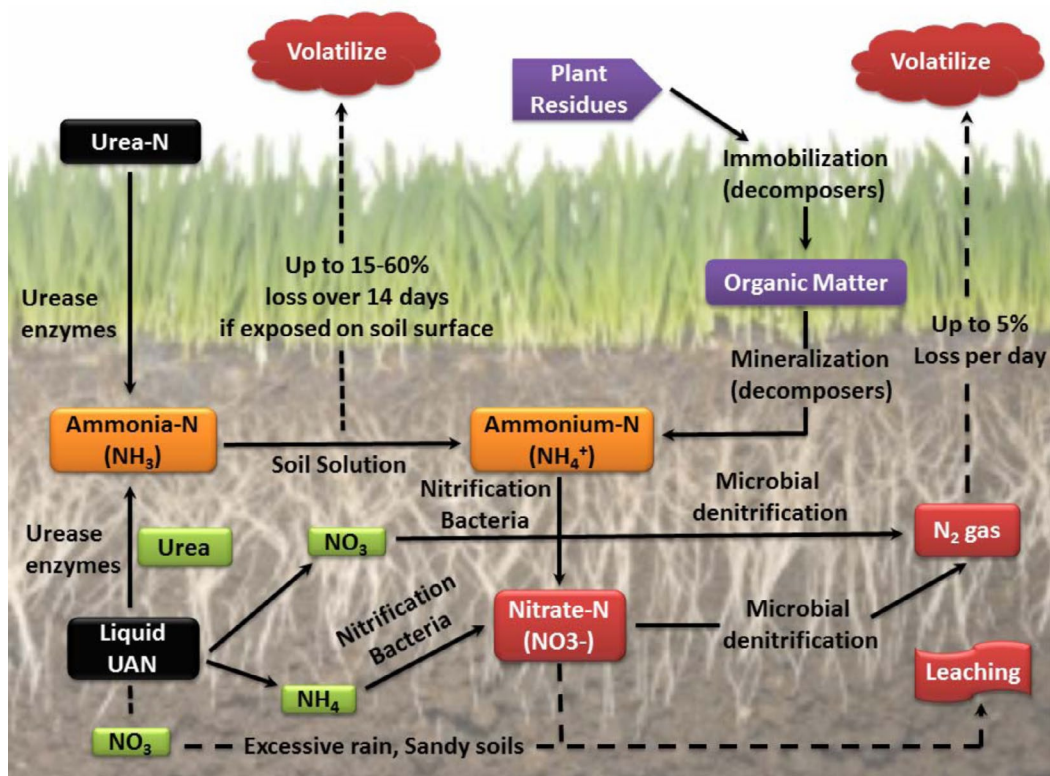 Volatilize
Plant
Residues
Volatilize
Urea-N
Immobilization
(decomposers)
Up to 15-60%
loss over 14 days
if exposed on soil surface
Organic Matter
Urease
enzymes
Up to 5%
Loss per day
Mineralization
(decomposers)
Ammonia-N
(NH₃)
Soil Solution
Ammonium-N
(NH₄⁺)
Nitrification
Bacteria
Microbial
denitrification
Urease
enzymes
Urea
NO₃
N₂ gas
Nitrification
Bacteria
Nitrate-N
(NO3-)
Microbial
denitrification
Liquid
UAN
Leaching
NH₄
NO₃
Excessive rain, Sandy soils